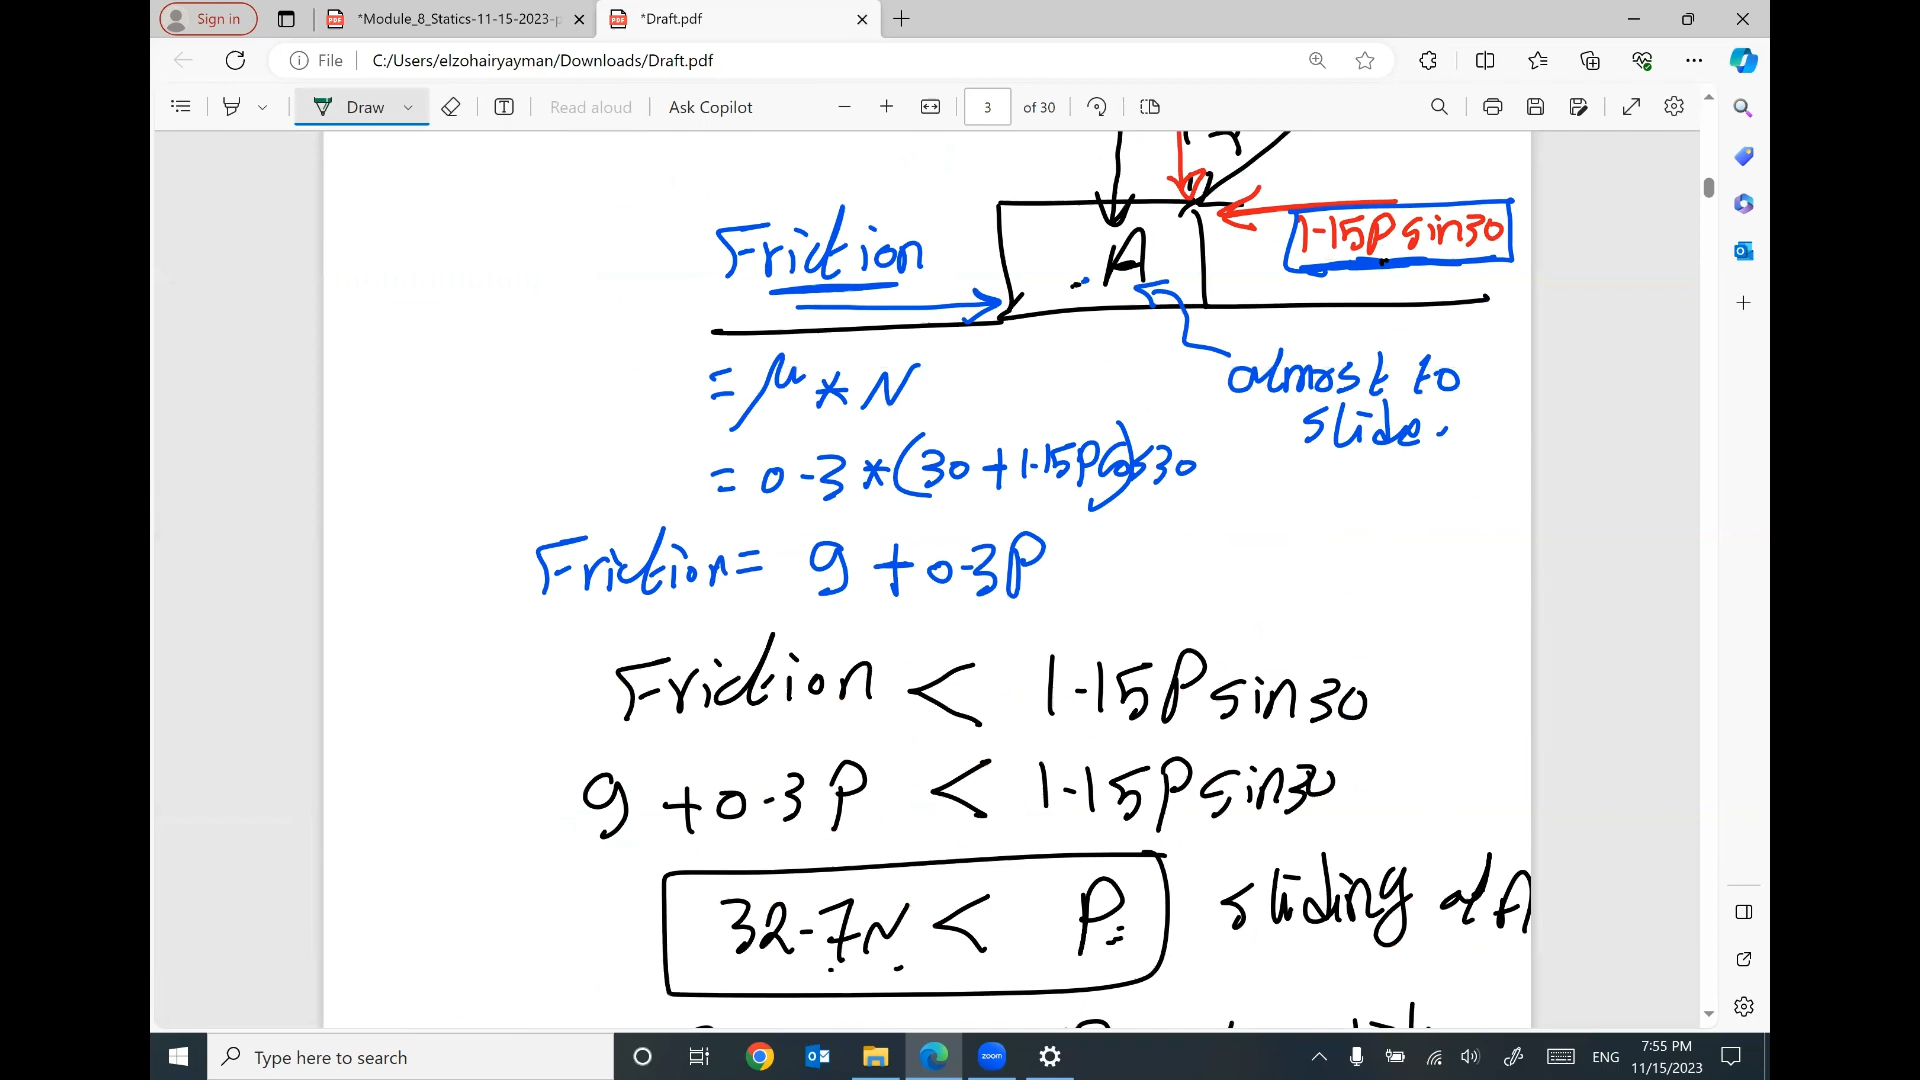 Sign in
*Module_8_Statics-11-15-2023-p
*Draft.pdf
File
C:/Users/elzohairyayman/Downloads/Draft.pdf
Draw
Read aloud
Ask Copilot
3
of 30
Friction
A
1.15P sin30
= μ * N
almost to
slide.
= 0.3 * (30 + 1.15P cos30
Friction = 9 + 0.3P
Friction < 1.15P sin30
9 + 0.3 P < 1.15P sin30
32.7N < P
sliding at A
Type here to search
zoom
ENG
7:55 PM
11/15/2023